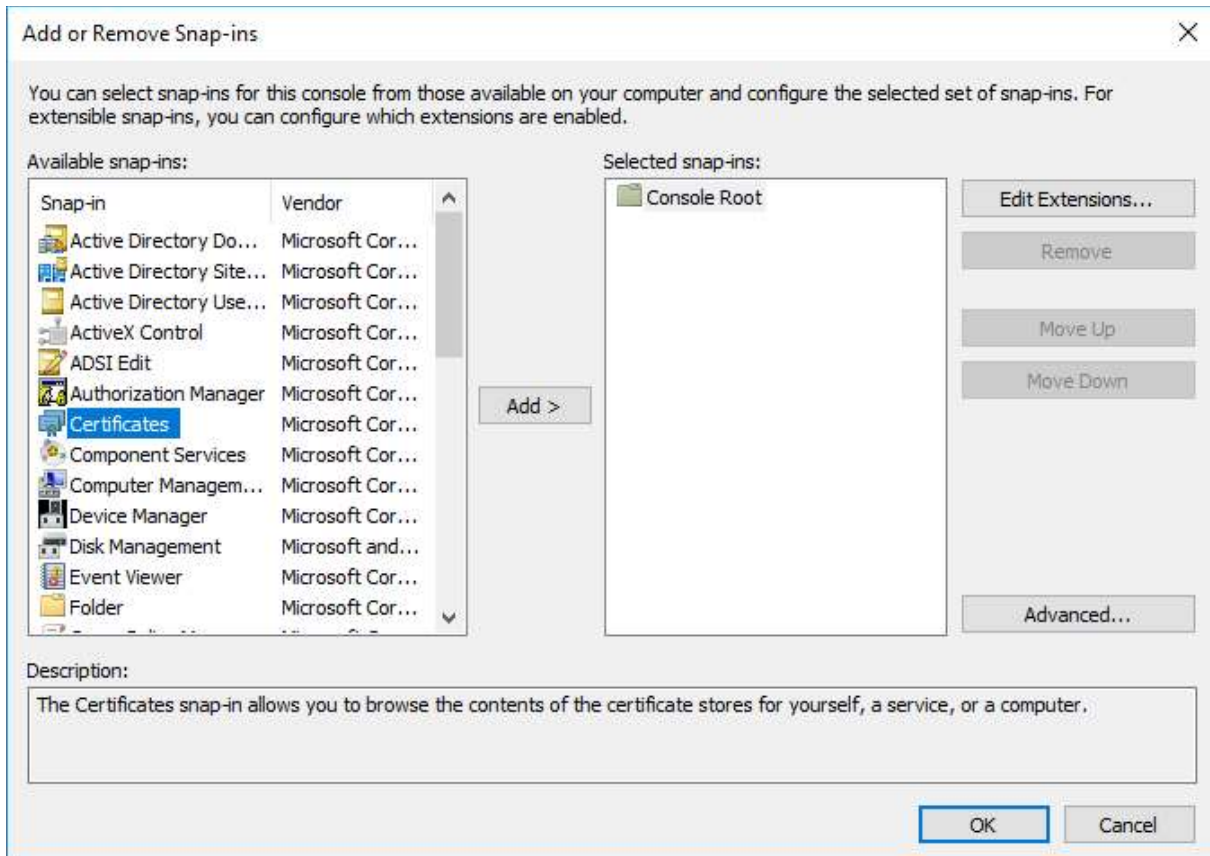 Add or Remove Snap-ins
You can select snap-ins for this console from those available on your computer and configure the selected set of snap-ins. For
extensible snap-ins, you can configure which extensions are enabled.
Available snap-ins:
Snap-in Vendor
Active Directory Do... Microsoft Cor...
Active Directory Site... Microsoft Cor...
Active Directory Use... Microsoft Cor...
ActiveX Control Microsoft Cor...
ADSI Edit Microsoft Cor...
Authorization Manager Microsoft Cor...
Certificates Microsoft Cor...
Component Services Microsoft Cor...
Computer Managem... Microsoft Cor...
Device Manager Microsoft Cor...
Disk Management Microsoft and...
Event Viewer Microsoft Cor...
Folder Microsoft Cor...
Add >
Selected snap-ins:
Console Root
Edit Extensions...
Remove
Move Up
Move Down
Advanced...
Description:
The Certificates snap-in allows you to browse the contents of the certificate stores for yourself, a service, or a computer.
OK Cancel